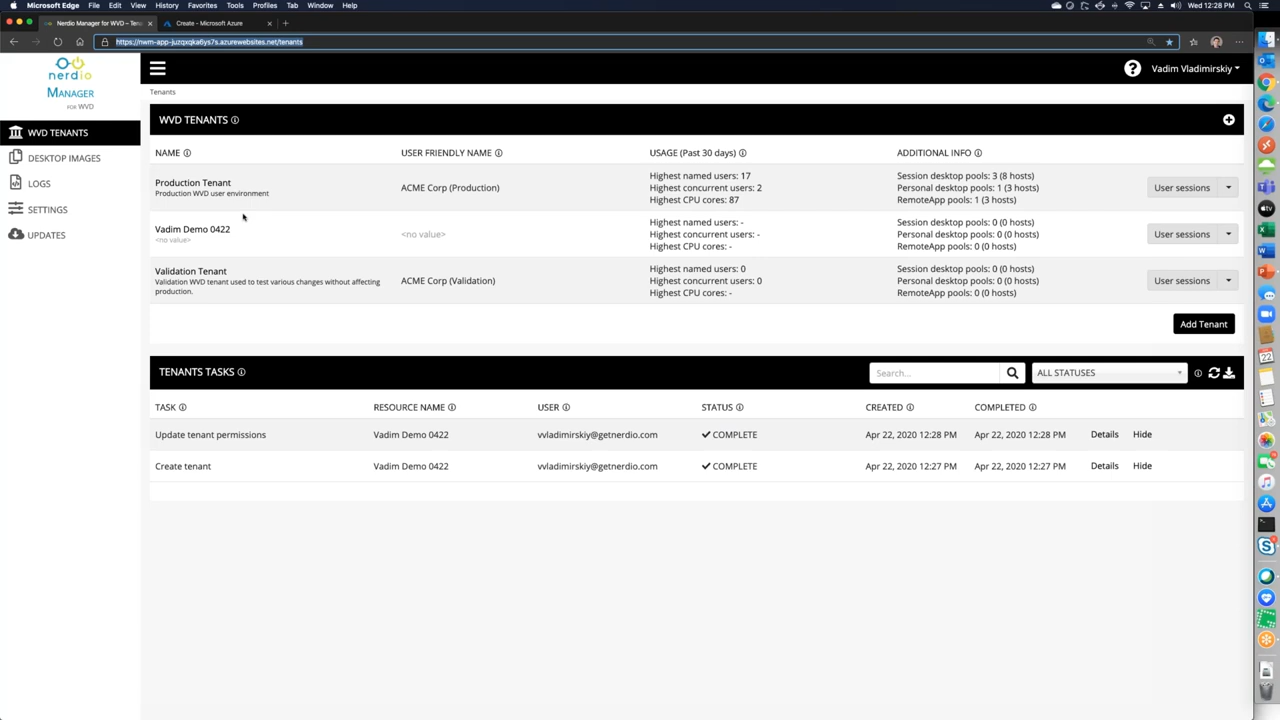 Microsoft Edge File Edit View History Favorites Tools Profiles Tab Window Help
Wed 12:28 PM
Nerdio Manager for WVD – Ten
Create - Microsoft Azure
https://nwm-app-juzqxqka6ys7s.azurewebsites.net/tenants
nerdio
MANAGER
FOR WVD
Vadim Vladimirskiy
WVD TENANTS
DESKTOP IMAGES
LOGS
SETTINGS
UPDATES
Tenants
WVD TENANTS
NAME USER FRIENDLY NAME USAGE (Past 30 days) ADDITIONAL INFO
Production Tenant
Production WVD user environment
ACME Corp (Production)
Highest named users: 17
Highest concurrent users: 2
Highest CPU cores: 87
Session desktop pools: 3 (8 hosts)
Personal desktop pools: 1 (3 hosts)
RemoteApp pools: 1 (3 hosts)
User sessions
Vadim Demo 0422
<no value>
<no value>
Highest named users: -
Highest concurrent users: -
Highest CPU cores: -
Session desktop pools: 0 (0 hosts)
Personal desktop pools: 0 (0 hosts)
RemoteApp pools: 0 (0 hosts)
User sessions
Validation Tenant
Validation WVD tenant used to test various changes without affecting
production.
ACME Corp (Validation)
Highest named users: 0
Highest concurrent users: 0
Highest CPU cores: -
Session desktop pools: 0 (0 hosts)
Personal desktop pools: 0 (0 hosts)
RemoteApp pools: 0 (0 hosts)
User sessions
Add Tenant
TENANTS TASKS
Search...
ALL STATUSES
TASK RESOURCE NAME USER STATUS CREATED COMPLETED
Update tenant permissions Vadim Demo 0422 vvladimirskiy@getnerdio.com COMPLETE Apr 22, 2020 12:28 PM Apr 22, 2020 12:28 PM Details Hide
Create tenant Vadim Demo 0422 vvladimirskiy@getnerdio.com COMPLETE Apr 22, 2020 12:27 PM Apr 22, 2020 12:27 PM Details Hide
tv
22